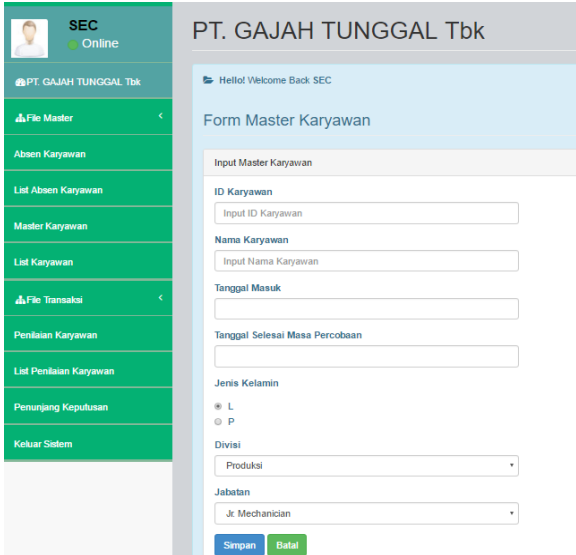 SEC
Online
PT. GAJAH TUNGGAL Tbk
File Master
Absen Karyawan
List Absen Karyawan
Master Karyawan
List Karyawan
File Transaksi
Penilaian Karyawan
List Penilaian Karyawan
Penunjang Keputusan
Keluar Sistem
PT. GAJAH TUNGGAL Tbk
Hello! Welcome Back SEC
Form Master Karyawan
Input Master Karyawan
ID Karyawan
Input ID Karyawan
Nama Karyawan
Input Nama Karyawan
Tanggal Masuk
Tanggal Selesai Masa Percobaan
Jenis Kelamin
L
P
Divisi
Produksi
Jabatan
Jr. Mechanician
Simpan Batal